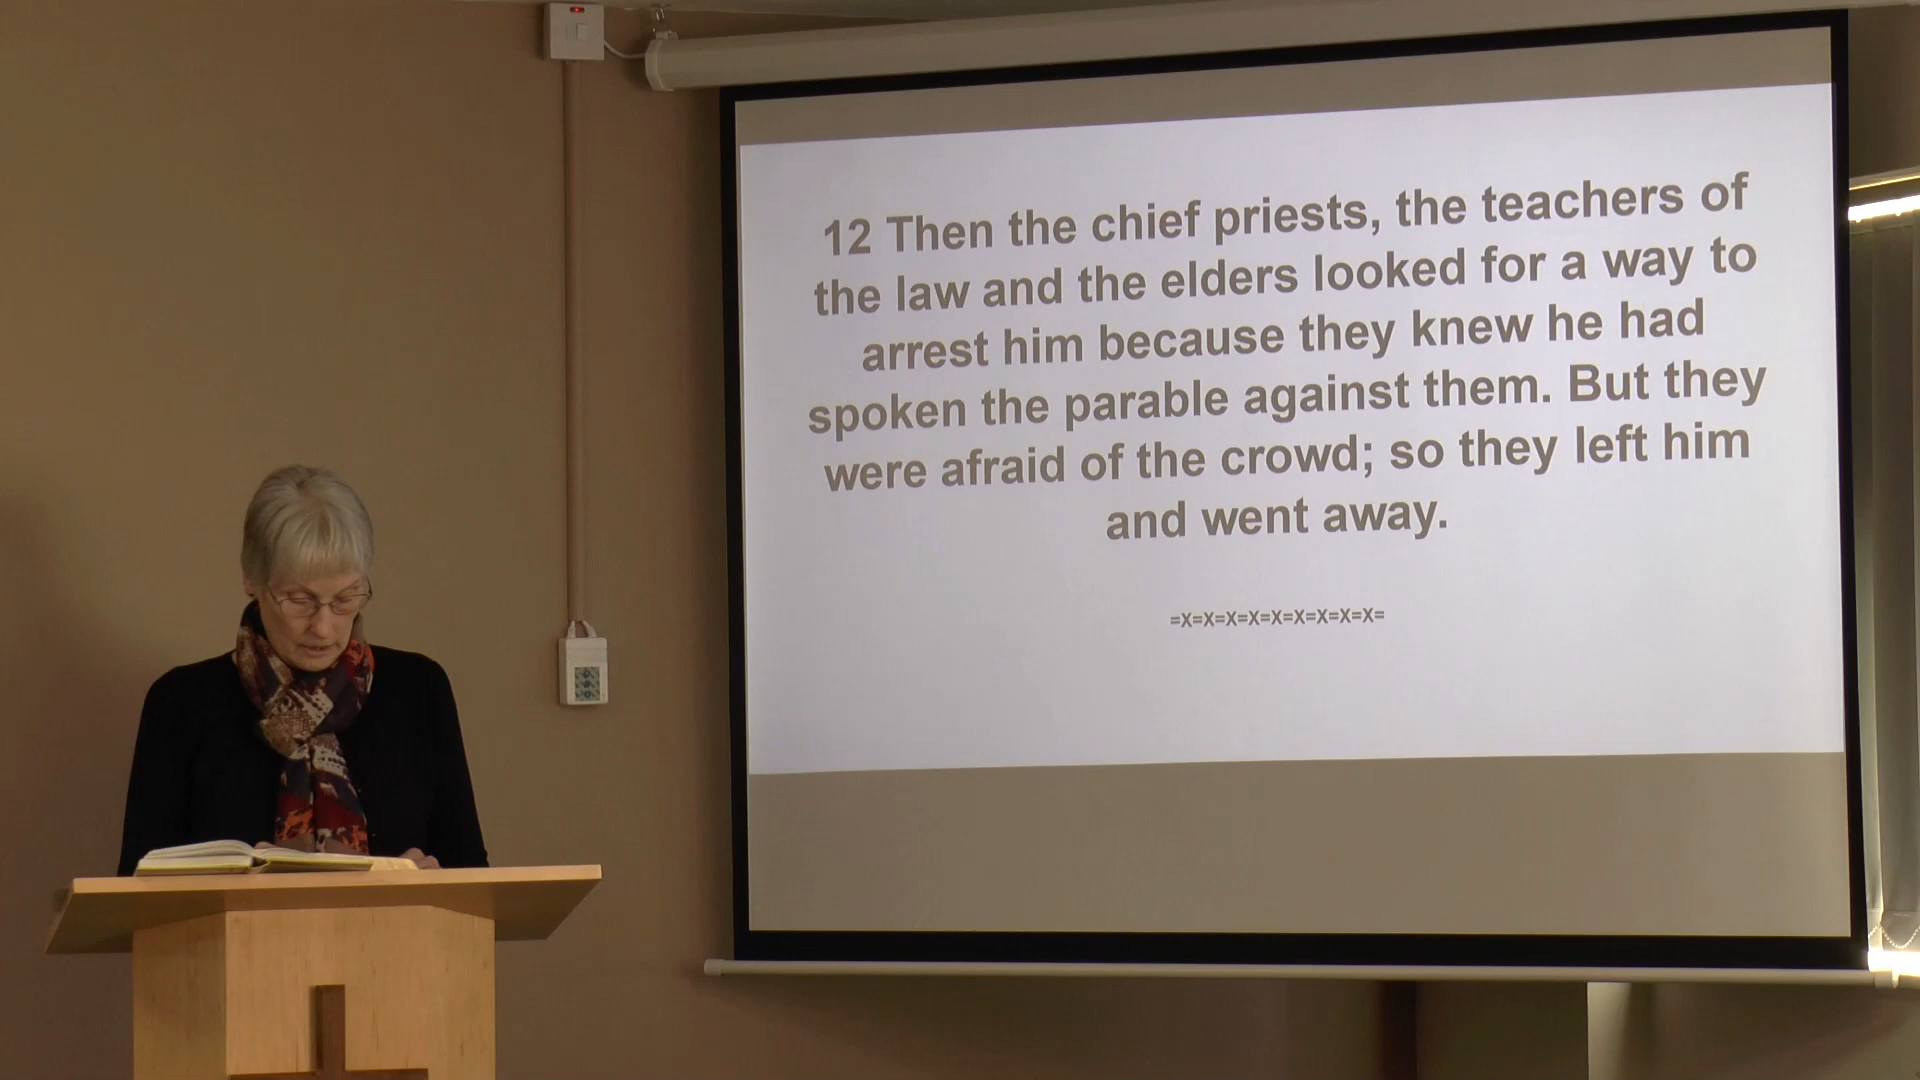 12 Then the chief priests, the teachers of
the law and the elders looked for a way to
arrest him because they knew he had
spoken the parable against them. But they
were afraid of the crowd; so they left him
and went away.
=x=x=x=x=x=x=x=x=x=